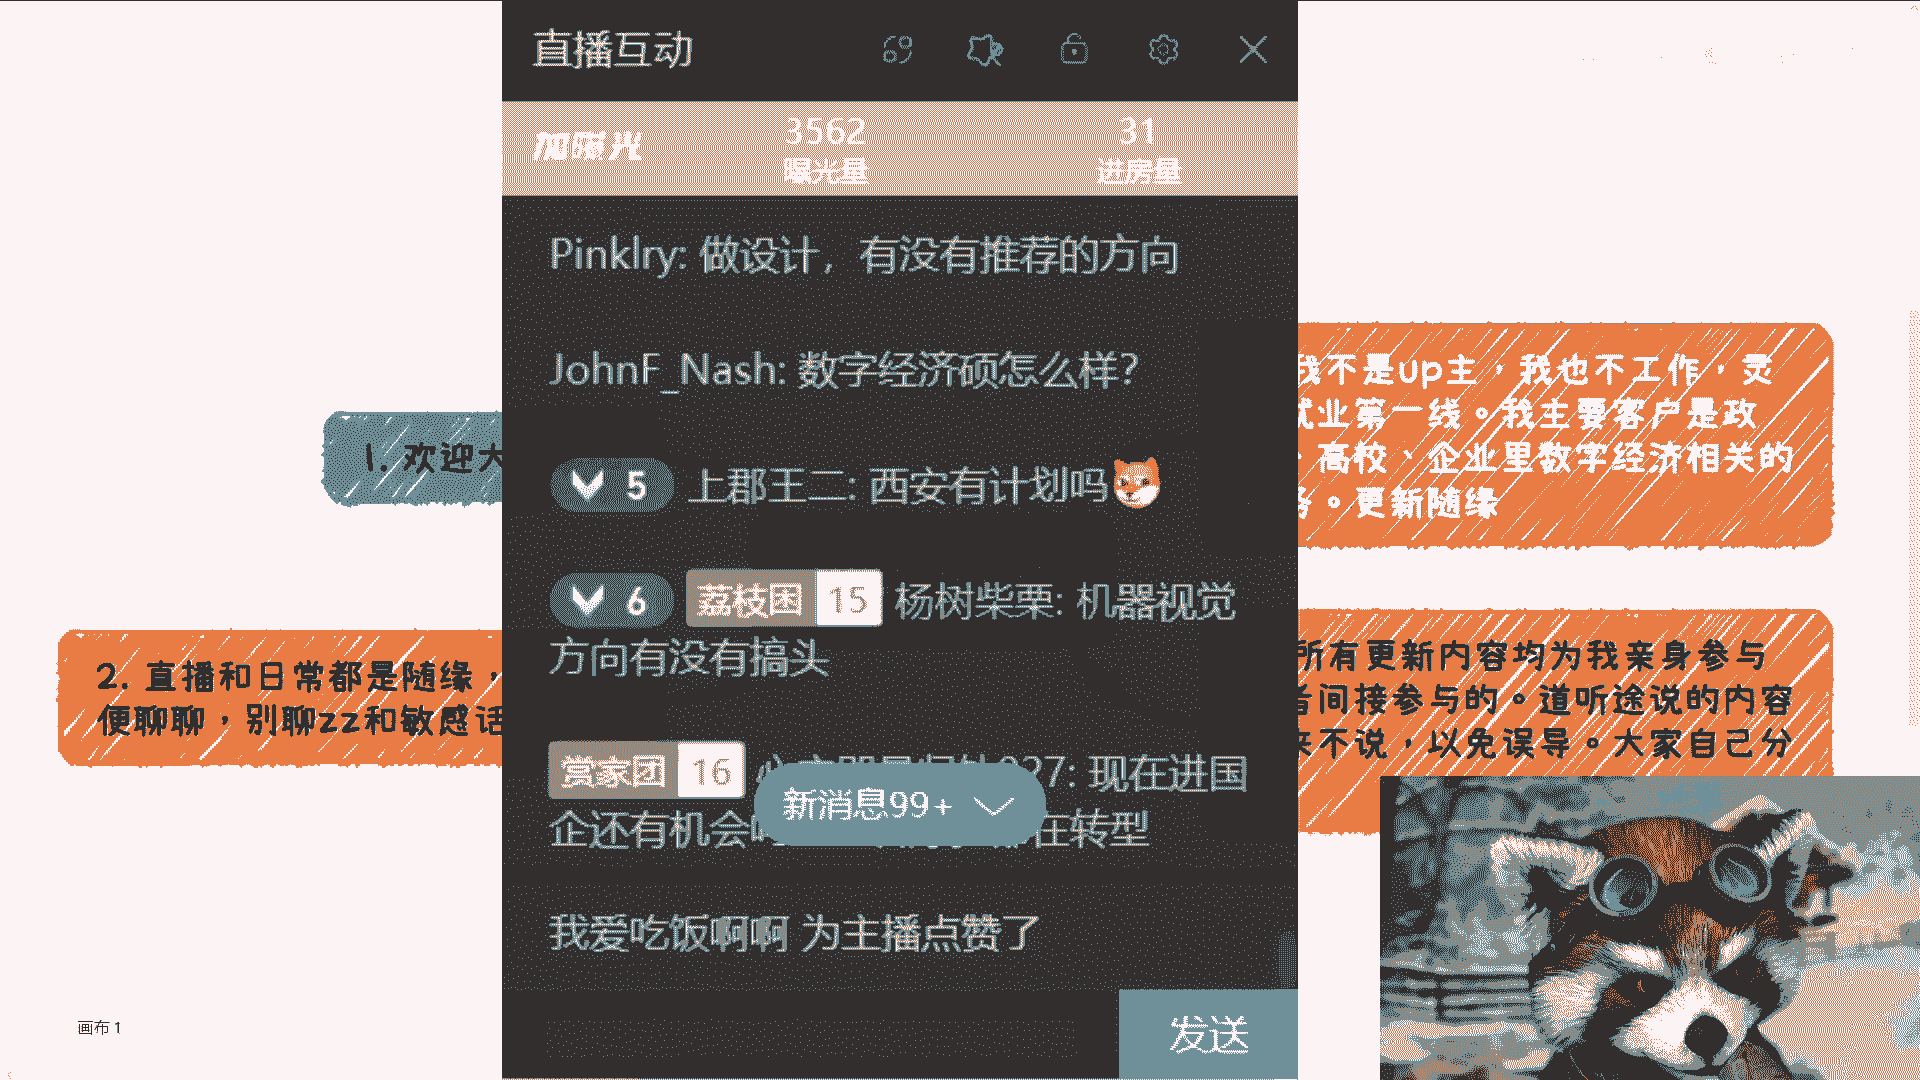 直播互动
加曝光
3562
曝光量
31
进房量
Pinklry: 做设计，有没有推荐的方向
JohnF_Nash: 数字经济硕怎么样?
5 上郡王二: 西安有计划吗
6 荔枝困 15 杨树柴栗: 机器视觉
方向有没有搞头
赏家团 16 27: 现在进国
企还有机会 在转型
新消息99+
我爱吃饭啊啊 为主播点赞了
发送
1. 欢迎大
2. 直播和日常都是随缘，
便聊聊，别聊zz和敏感话
我不是up主，我也不工作，灵
就业第一线。我主要客户是政
、高校、企业里数字经济相关的
务。更新随缘
所有更新内容均为我亲身参与
者间接参与的。道听途说的内容
来不说，以免误导。大家自己分
画布 1